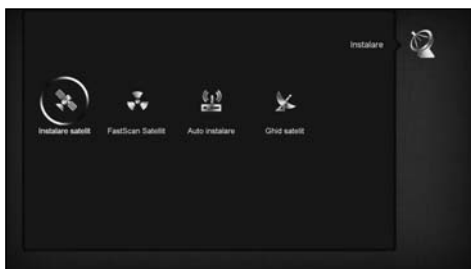 Instalare
Instalare satelit
FastScan Satellit
Auto instalare
Ghid satelit